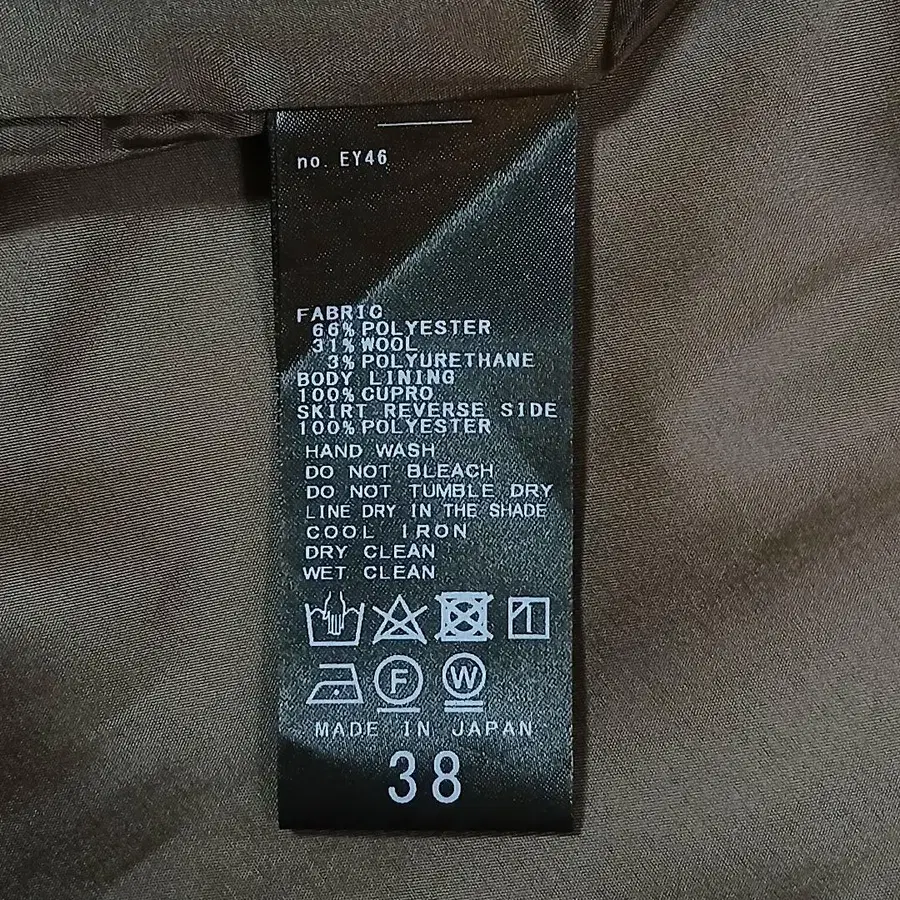 no. EY46
FABRIC
66% POLYESTER
31% WOOL
3% POLYURETHANE
BODY LINING
100% CUPRO
SKIRT REVERSE SIDE
100% POLYESTER
HAND WASH
DO NOT BLEACH
DO NOT TUMBLE DRY
LINE DRY IN THE SHADE
COOL IRON
DRY CLEAN
WET CLEAN
F W
MADE IN JAPAN
38